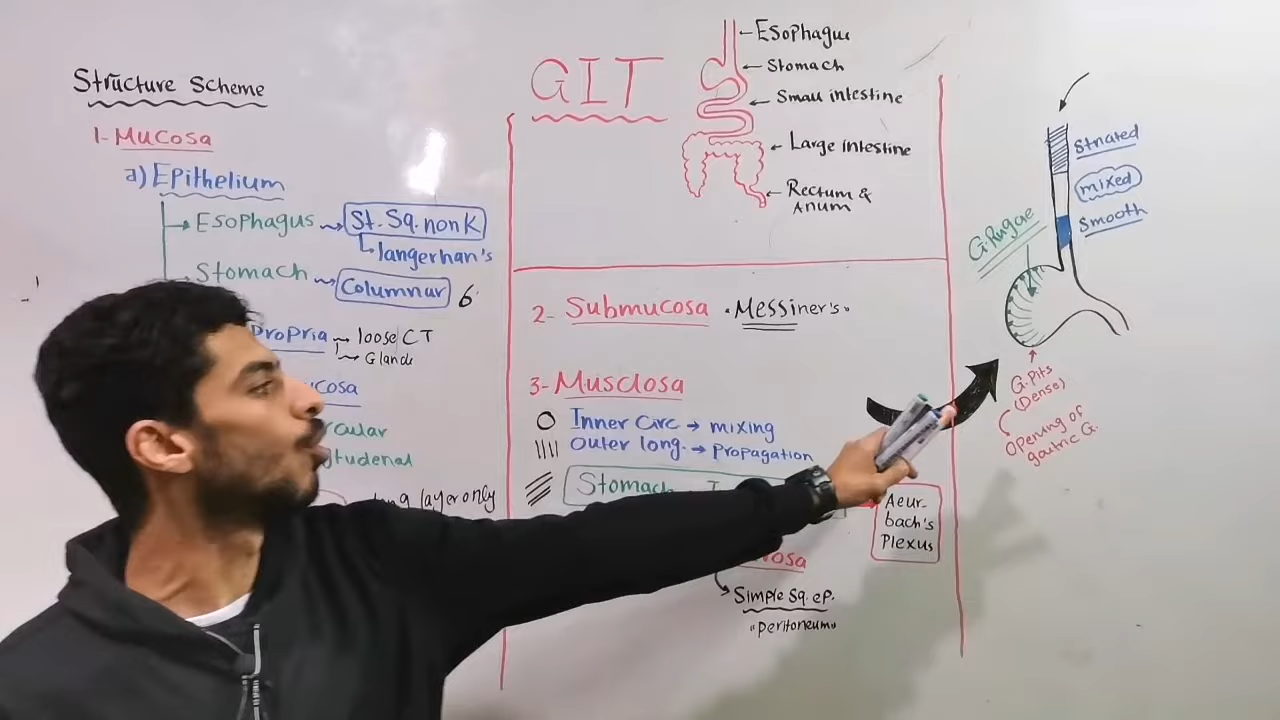 Structure Scheme
1- Mucosa
a) Epithelium
Esophagus St. Sq. non K
langerhan's
Stomach Columnar 6
Propria loose CT
Glands
cosa
cular
tudenal
layer only
GIT
Esophagus
Stomach
Small intestine
Large intestine
Rectum &
Anum
2- Submucosa "Messiner's"
3- Musclosa
Inner Circ → mixing
Outer long. → Propagation
Stomach
Aeur-
bach's
Plexus
osa
Simple Sq. eP.
"Peritoneum"
Striated
mixed
Smooth
G. Rugae
G. Pits
(Dense)
opening of
gastric G.